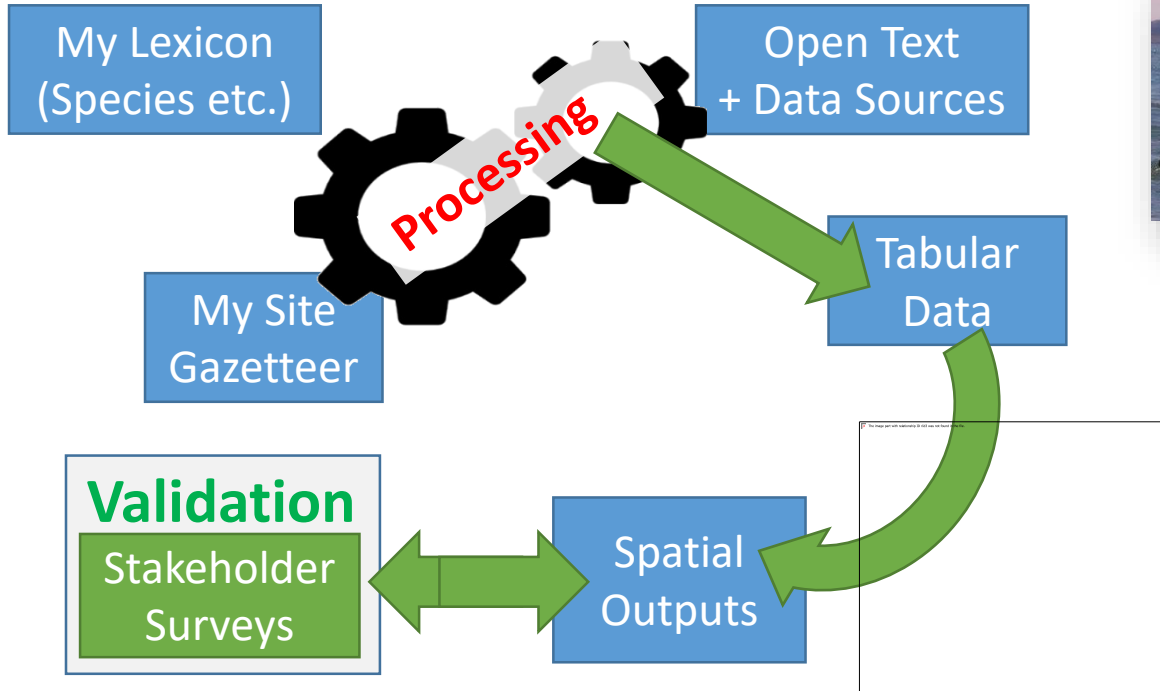 My Lexicon
(Species etc.)
Open Text
+ Data Sources
Processing
Tabular
Data
My Site
Gazetteer
Validation
Stakeholder
Surveys
Spatial
Outputs